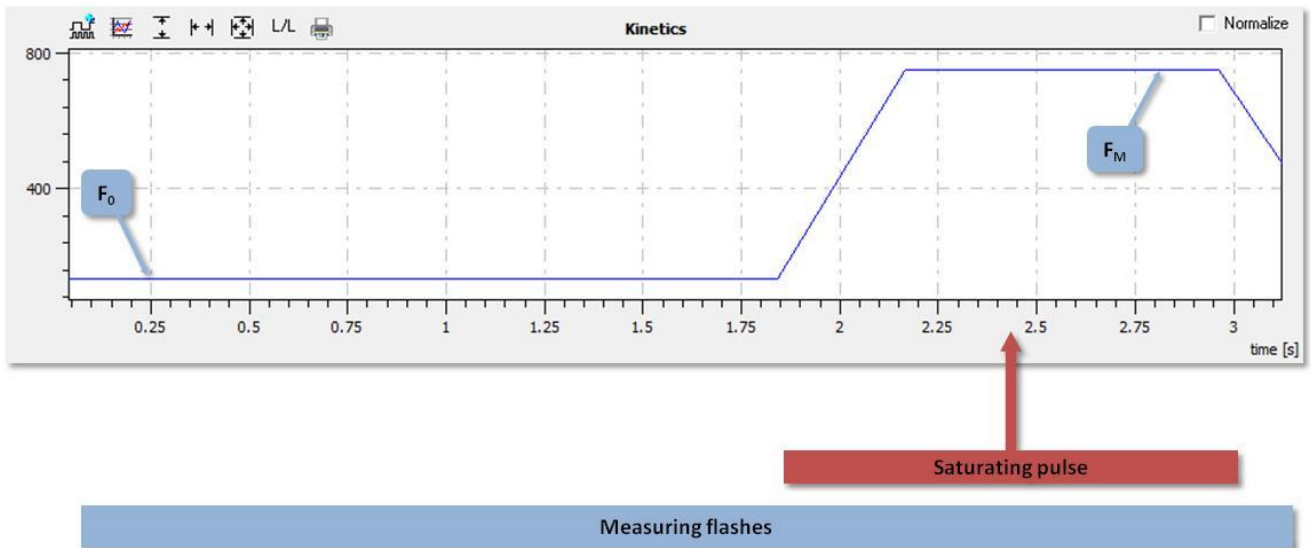 L/L
Kinetics
Normalize
800
400
F₀
F_M
0.25 0.5 0.75 1 1.25 1.5 1.75 2 2.25 2.5 2.75 3
time [s]
Saturating pulse
Measuring flashes